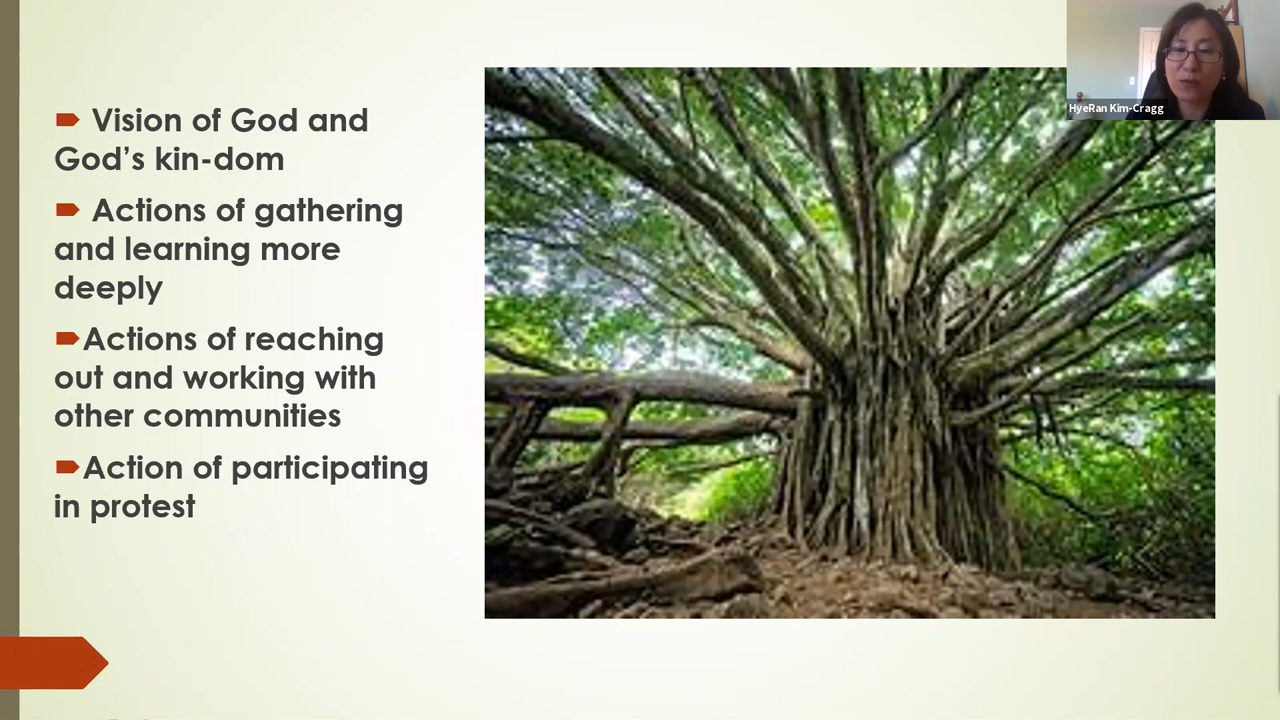 Vision of God and
God's kin-dom
Actions of gathering
and learning more
deeply
Actions of reaching
out and working with
other communities
Action of participating
in protest
HyeRan Kim-Cragg